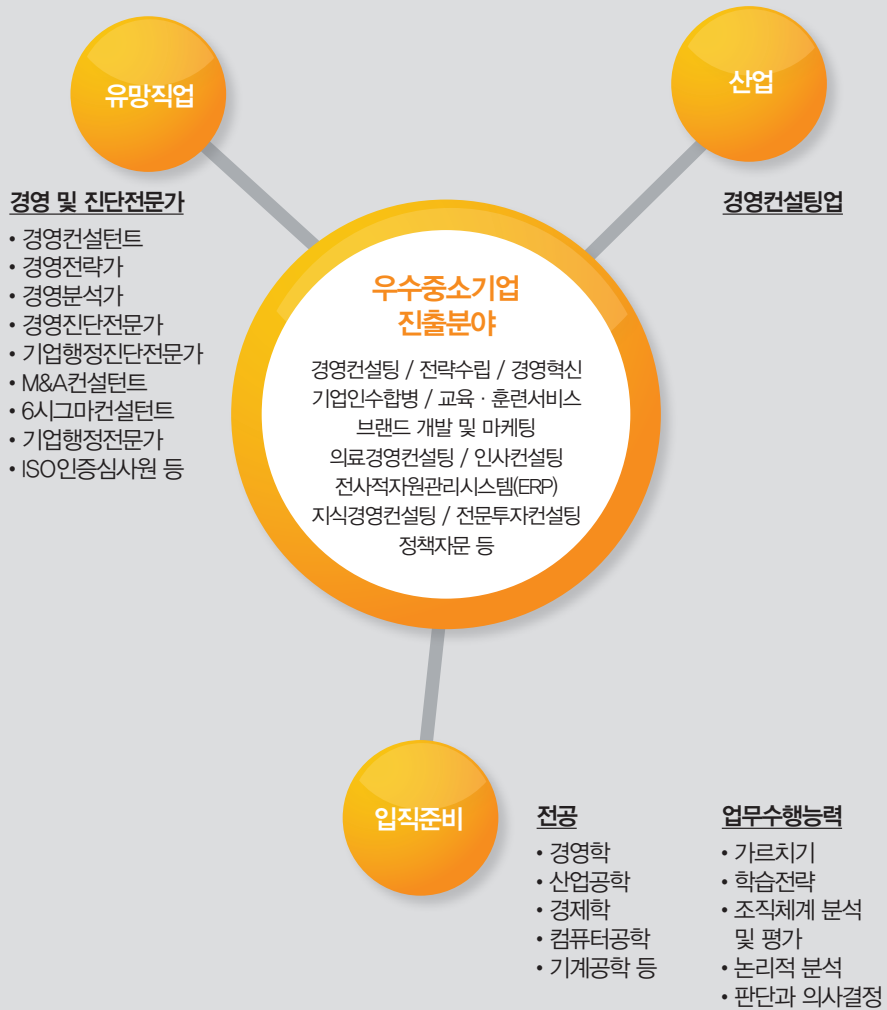 유망직업
산업
경영 및 진단전문가
• 경영컨설턴트
• 경영전략가
• 경영분석가
• 경영진단전문가
• 기업행정진단전문가
• M&A컨설턴트
• 6시그마컨설턴트
• 기업행정전문가
• ISO인증심사원 등
경영컨설팅업
우수중소기업
진출분야
경영컨설팅 / 전략수립 / 경영혁신
기업인수합병 / 교육 · 훈련서비스
브랜드 개발 및 마케팅
의료경영컨설팅 / 인사컨설팅
전사적자원관리시스템(ERP)
지식경영컨설팅 / 전문투자컨설팅
정책자문 등
입직준비
전공
• 경영학
• 산업공학
• 경제학
• 컴퓨터공학
• 기계공학 등
업무수행능력
• 가르치기
• 학습전략
• 조직체계 분석
및 평가
• 논리적 분석
• 판단과 의사결정